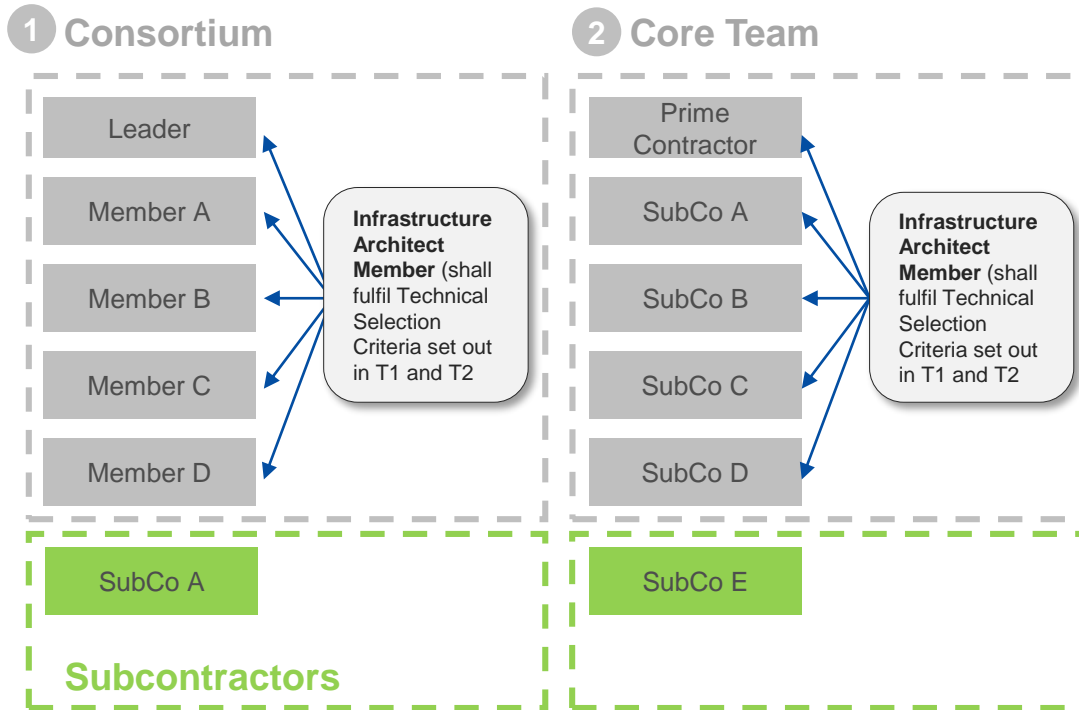 1 Consortium
Leader
Member A
Member B
Member C
Member D
Infrastructure
Architect
Member (shall
fulfil Technical
Selection
Criteria set out
in T1 and T2
SubCo A
Subcontractors
2 Core Team
Prime
Contractor
SubCo A
SubCo B
SubCo C
SubCo D
Infrastructure
Architect
Member (shall
fulfil Technical
Selection
Criteria set out
in T1 and T2
SubCo E